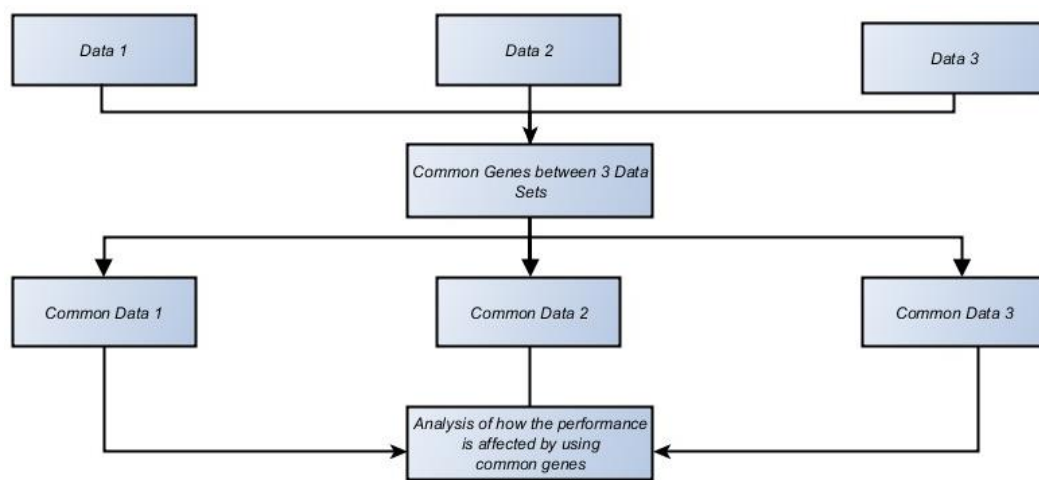 Data 1
Data 2
Data 3
Common Genes between 3 Data
Sets
Common Data 1
Common Data 2
Common Data 3
Analysis of how the performance
is affected by using
common genes